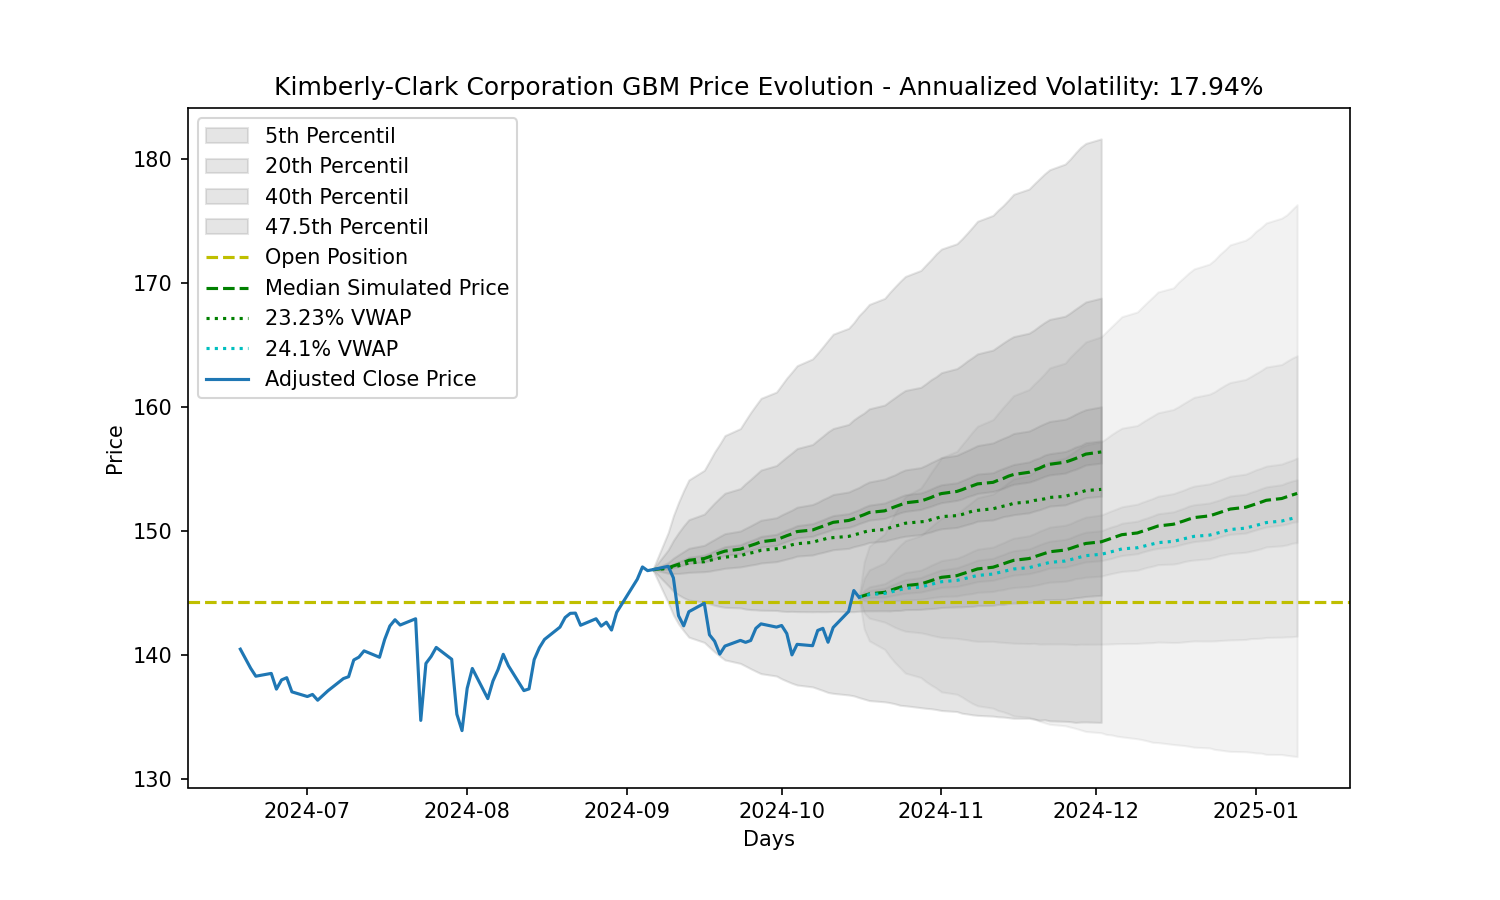 Kimberly-Clark Corporation GBM Price Evolution - Annualized Volatility: 17.94%
5th Percentil
20th Percentil
40th Percentil
47.5th Percentil
Open Position
Median Simulated Price
23.23% VWAP
24.1% VWAP
Adjusted Close Price
Price
180
170
160
150
140
130
2024-07
2024-08
2024-09
2024-10
2024-11
2024-12
2025-01
Days